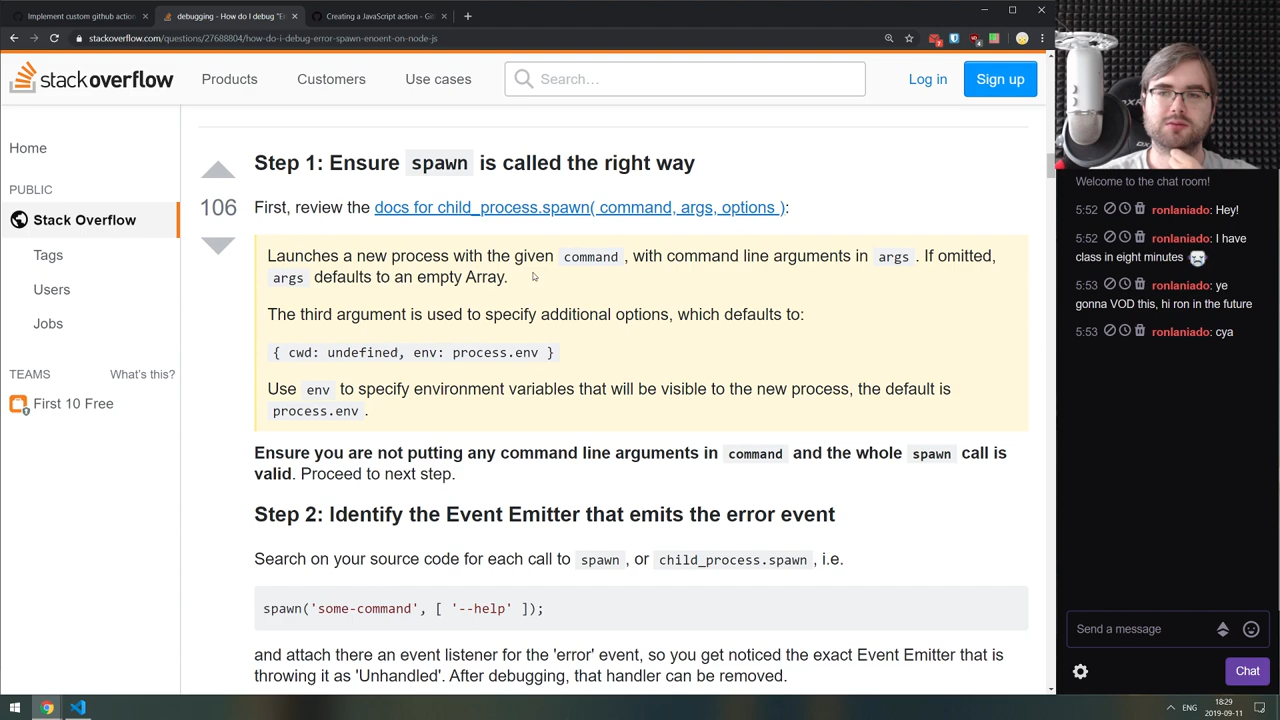 Implement custom github action
debugging - How do I debug "E
Creating a JavaScript action - Git
stackoverflow.com/questions/27688804/how-do-i-debug-error-spawn-enoent-on-node-js
stackoverflow
Products
Customers
Use cases
Search...
Log in
Sign up
Home
PUBLIC
Stack Overflow
Tags
Users
Jobs
TEAMS
What's this?
First 10 Free
106
Step 1: Ensure spawn is called the right way
First, review the docs for child_process.spawn( command, args, options ):
Launches a new process with the given command , with command line arguments in args . If omitted,
args defaults to an empty Array.
The third argument is used to specify additional options, which defaults to:
{ cwd: undefined, env: process.env }
Use env to specify environment variables that will be visible to the new process, the default is
process.env .
Ensure you are not putting any command line arguments in command and the whole spawn call is
valid. Proceed to next step.
Step 2: Identify the Event Emitter that emits the error event
Search on your source code for each call to spawn , or child_process.spawn , i.e.
spawn('some-command', [ '--help' ]);
and attach there an event listener for the 'error' event, so you get noticed the exact Event Emitter that is
throwing it as 'Unhandled'. After debugging, that handler can be removed.
Welcome to the chat room!
5:52 ronlaniado: Hey!
5:52 ronlaniado: I have
class in eight minutes
5:53 ronlaniado: ye
gonna VOD this, hi ron in the future
5:53 ronlaniado: cya
Send a message
Chat
ENG
18:29
2019-09-11